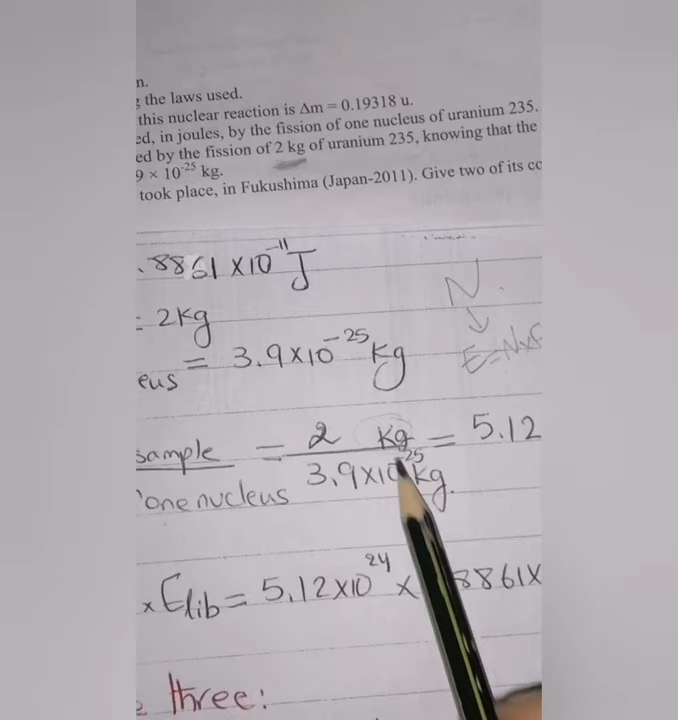 n.
the laws used.
this nuclear reaction is Δm = 0.19318 u.
ed, in joules, by the fission of one nucleus of uranium 235.
ed by the fission of 2 kg of uranium 235, knowing that the
9 × 10⁻²⁵ kg.
took place, in Fukushima (Japan-2011). Give two of its co
.8861 x10⁻¹¹ J
N.
= 2kg
eus = 3.9x10⁻²⁵ kg
E=Nx
sample = 2 kg = 5.12
one nucleus 3.9x10⁻²⁵ kg.
x Elib = 5.12x10²⁴ x 8861x
three: